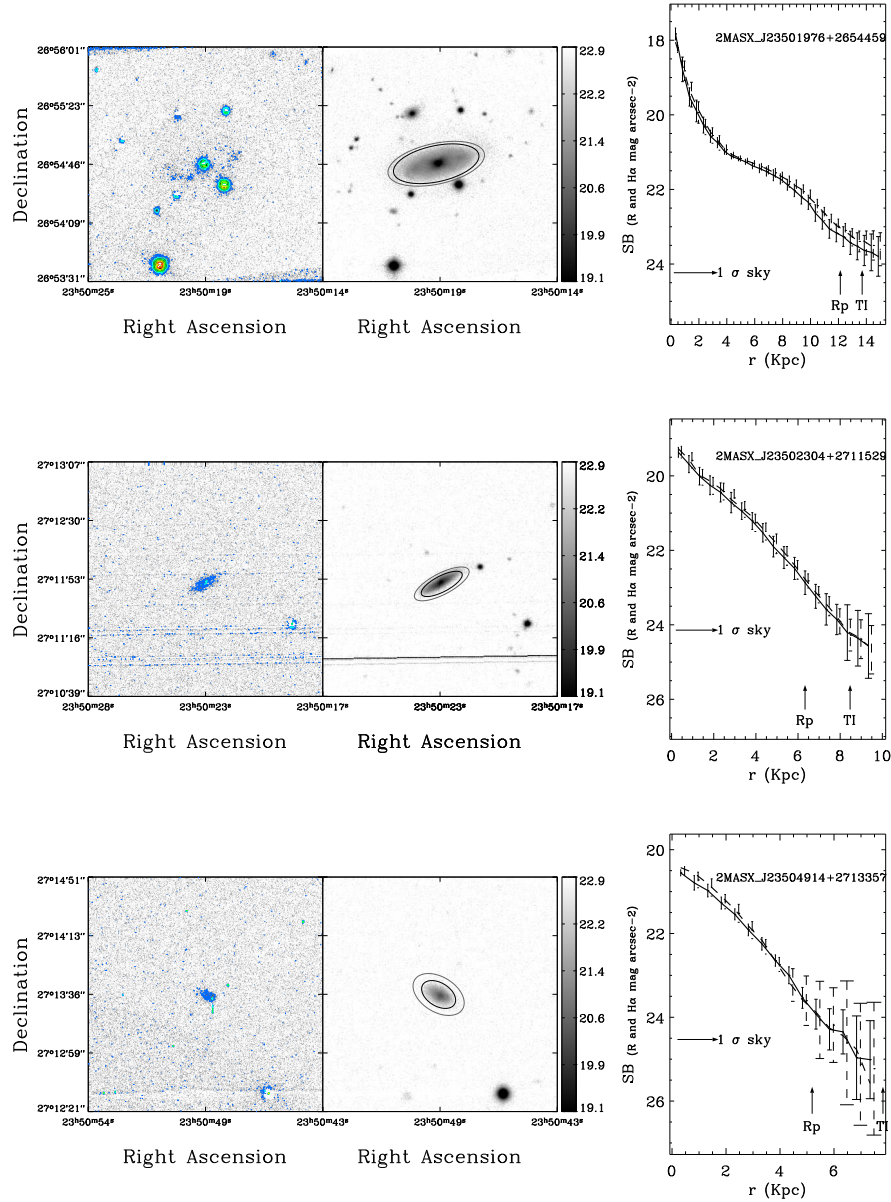 2MASX_J23501976+2654459
26°56'01"
26°55'23"
26°54'46"
26°54'09"
26°53'31"
Declination
23ʰ50ᵐ25ˢ
23ʰ50ᵐ19ˢ
23ʰ50ᵐ14ˢ
23ʰ50ᵐ19ˢ
23ʰ50ᵐ14ˢ
Right Ascension
Right Ascension
22.9
22.2
21.4
20.6
19.9
19.1
SB (R and Hα mag arcsec-2)
18
20
22
24
1 σ sky
Rp TI
0 2 4 6 8 10 12 14
r (Kpc)
2MASX_J23502304+2711529
27°13'07"
27°12'30"
27°11'53"
27°11'16"
27°10'39"
Declination
23ʰ50ᵐ28ˢ
23ʰ50ᵐ23ˢ
23ʰ50ᵐ17ˢ
23ʰ50ᵐ23ˢ
23ʰ50ᵐ17ˢ
Right Ascension
Right Ascension
22.9
22.2
21.4
20.6
19.9
19.1
SB (R and Hα mag arcsec-2)
20
22
24
26
1 σ sky
Rp TI
0 2 4 6 8 10
r (Kpc)
2MASX_J23504914+2713357
27°14'51"
27°14'13"
27°13'36"
27°12'59"
27°12'21"
Declination
23ʰ50ᵐ54ˢ
23ʰ50ᵐ49ˢ
23ʰ50ᵐ43ˢ
23ʰ50ᵐ49ˢ
23ʰ50ᵐ43ˢ
Right Ascension
Right Ascension
22.9
22.2
21.4
20.6
19.9
19.1
SB (R and Hα mag arcsec-2)
20
22
24
26
1 σ sky
Rp TI
0 2 4 6
r (Kpc)